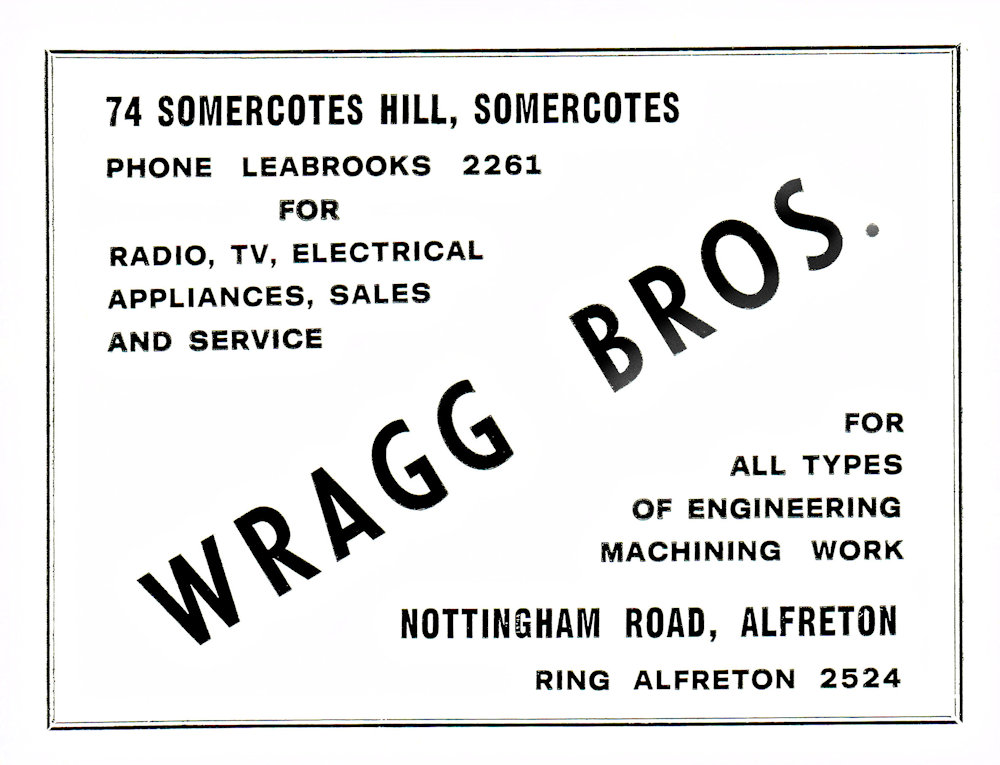 74 SOMERCOTES HILL, SOMERCOTES
PHONE LEABROOKS 2261
FOR
RADIO, TV, ELECTRICAL
APPLIANCES, SALES
AND SERVICE
WRAGG BROS.
FOR
ALL TYPES
OF ENGINEERING
MACHINING WORK
NOTTINGHAM ROAD, ALFRETON
RING ALFRETON 2524